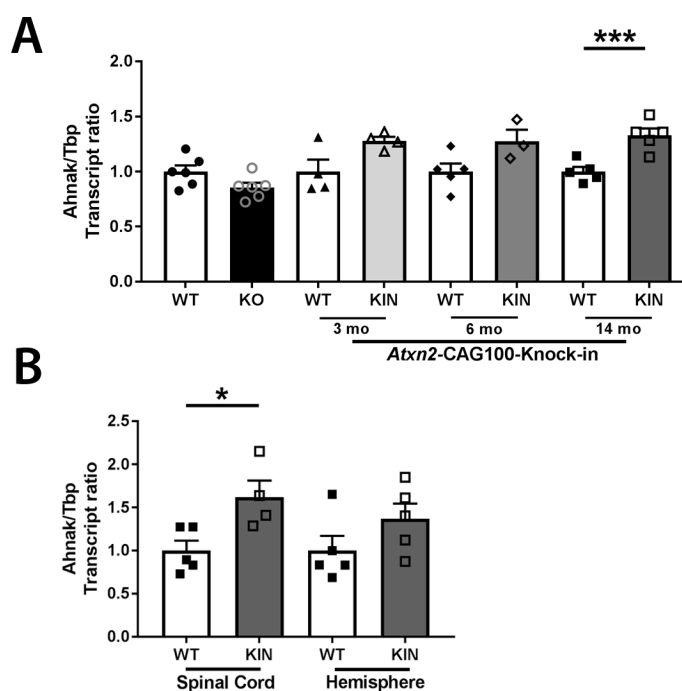 A
***
Ahnak/Tbp
Transcript ratio
2.0
1.5
1.0
0.5
0.0
WT KO WT KIN WT KIN WT KIN
3 mo 6 mo 14 mo
Atxn2-CAG100-Knock-in
B
*
Ahnak/Tbp
Transcript ratio
2.5
2.0
1.5
1.0
0.5
0.0
WT KIN WT KIN
Spinal Cord Hemisphere